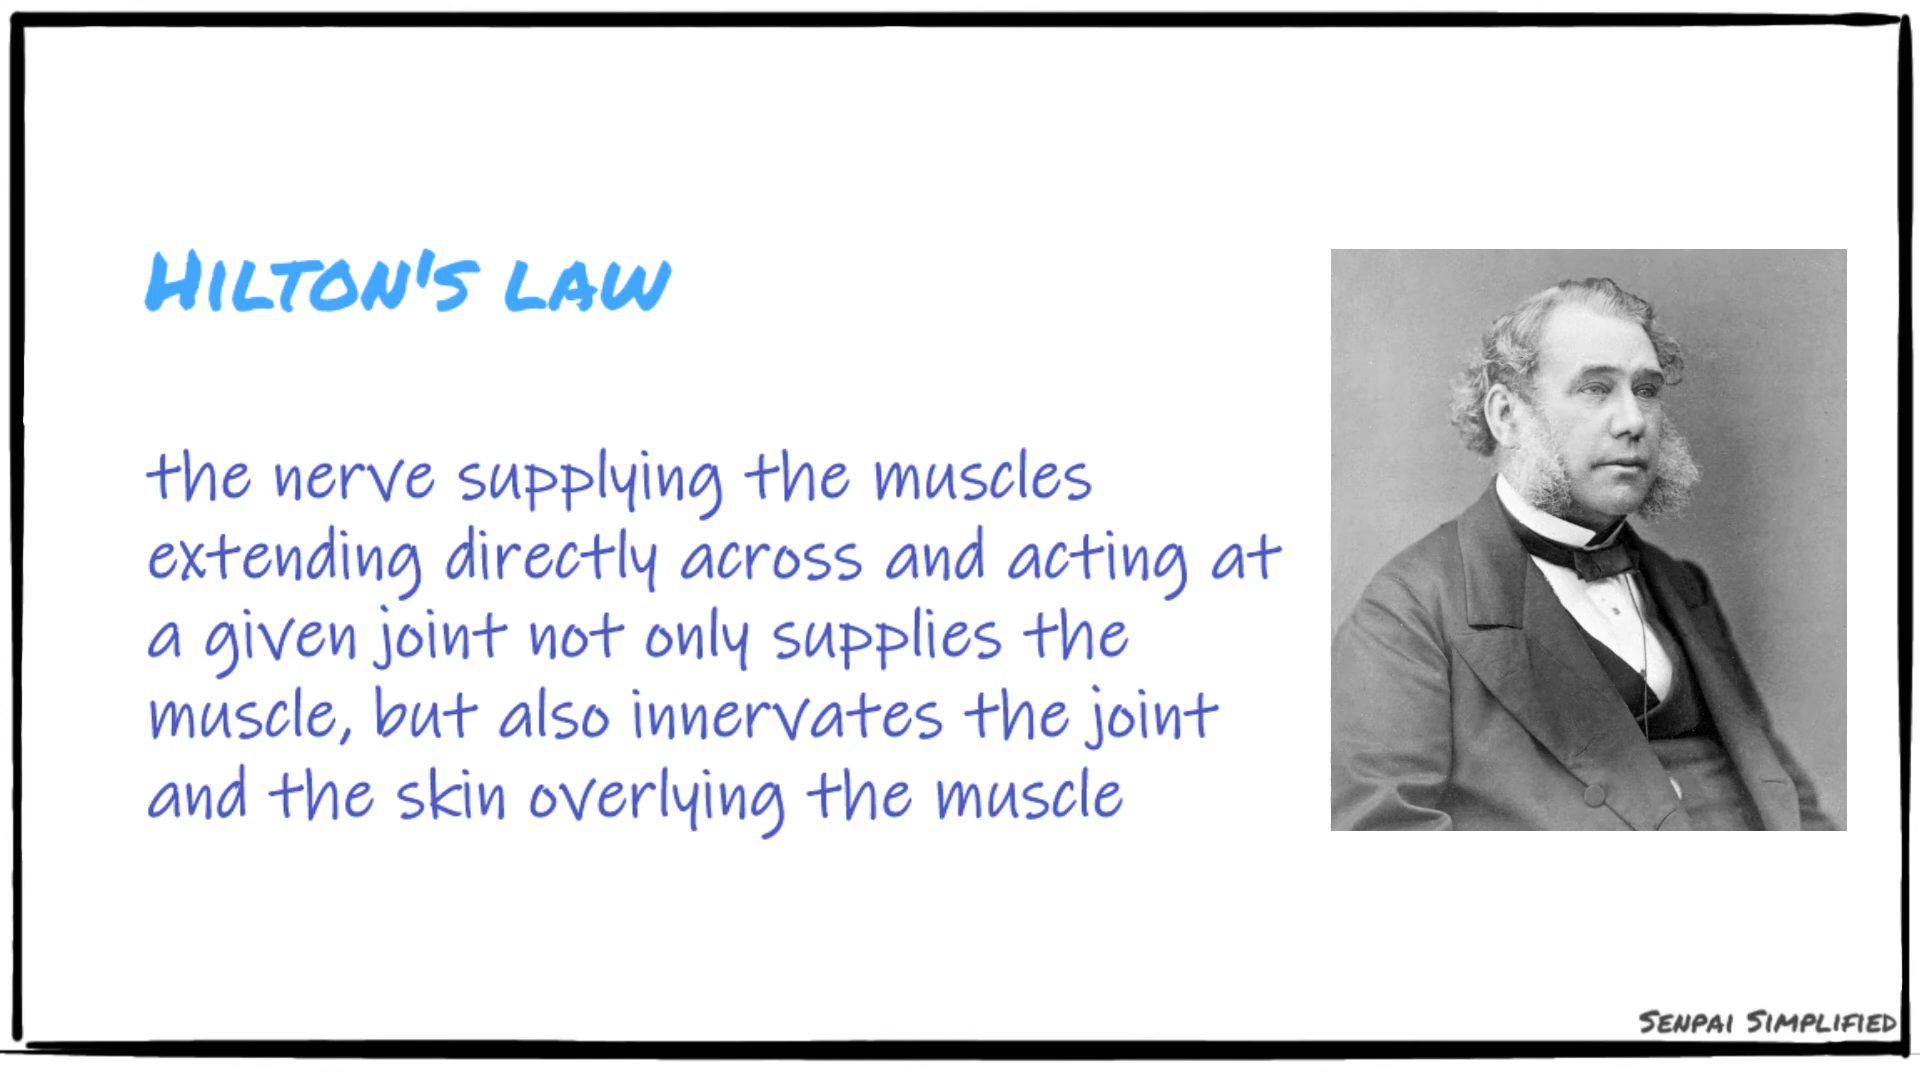 HILTON'S LAW
the nerve supplying the muscles
extending directly across and acting at
a given joint not only supplies the
muscle, but also innervates the joint
and the skin overlying the muscle
SENPAI SIMPLIFIED